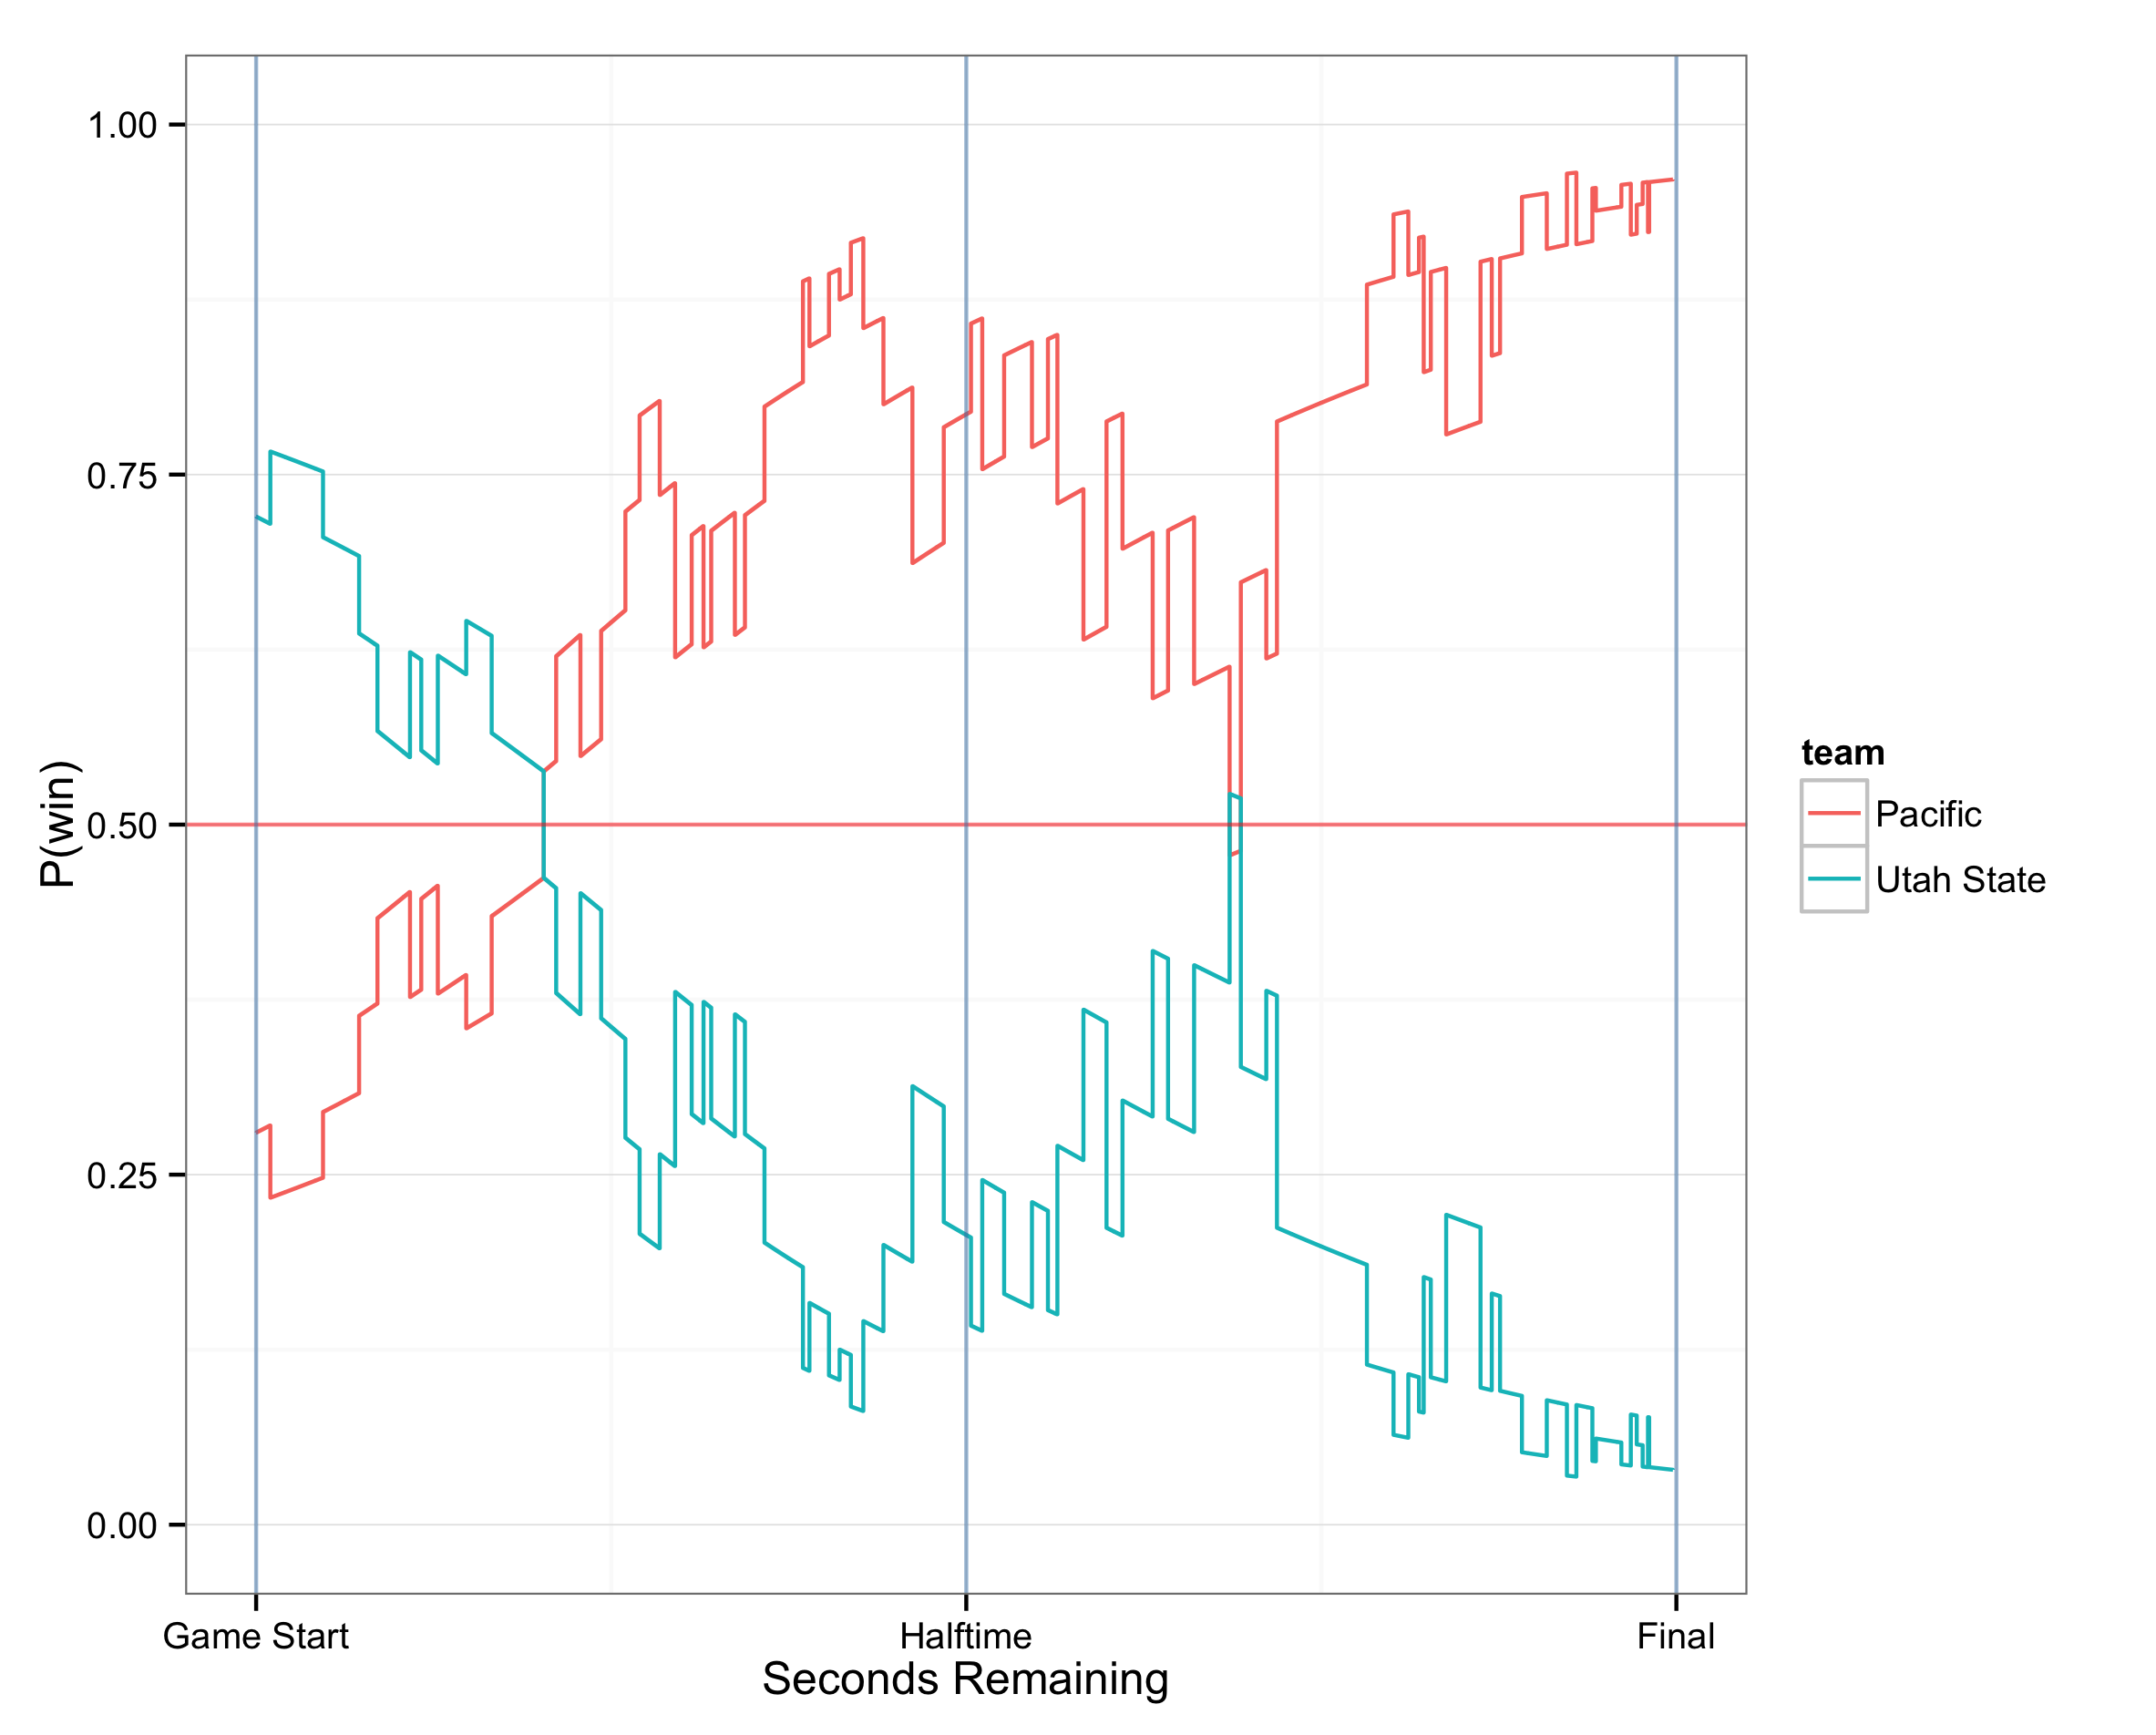 P(win)
1.00
0.75
0.50
0.25
0.00
Game Start
Halftime
Final
Seconds Remaining
team
Pacific
Utah State